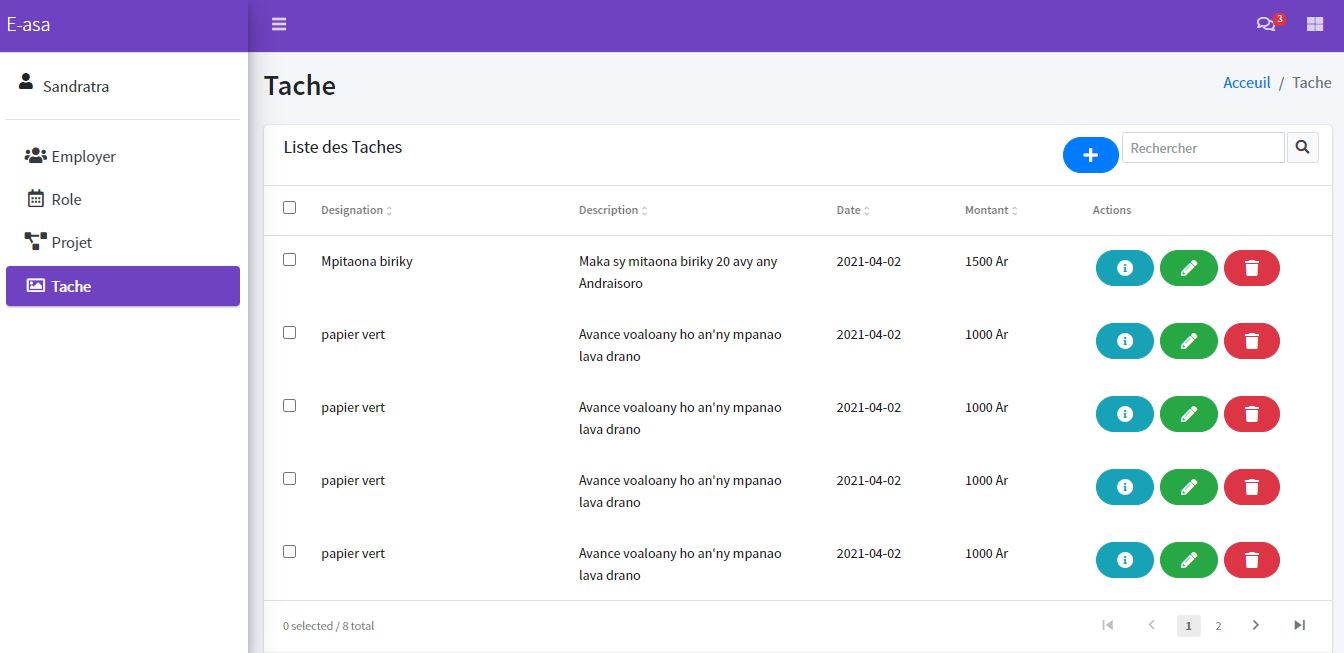 E-asa
3
Sandratra
Employer
Role
Projet
Tache
Tache
Acceuil / Tache
Liste des Taches
Rechercher
Designation Description Date Montant Actions
Mpitaona biriky Maka sy mitaona biriky 20 avy any 2021-04-02 1500 Ar
Andraisoro
papier vert Avance voaloany ho an'ny mpanao 2021-04-02 1000 Ar
lava drano
papier vert Avance voaloany ho an'ny mpanao 2021-04-02 1000 Ar
lava drano
papier vert Avance voaloany ho an'ny mpanao 2021-04-02 1000 Ar
lava drano
papier vert Avance voaloany ho an'ny mpanao 2021-04-02 1000 Ar
lava drano
0 selected / 8 total 1 2